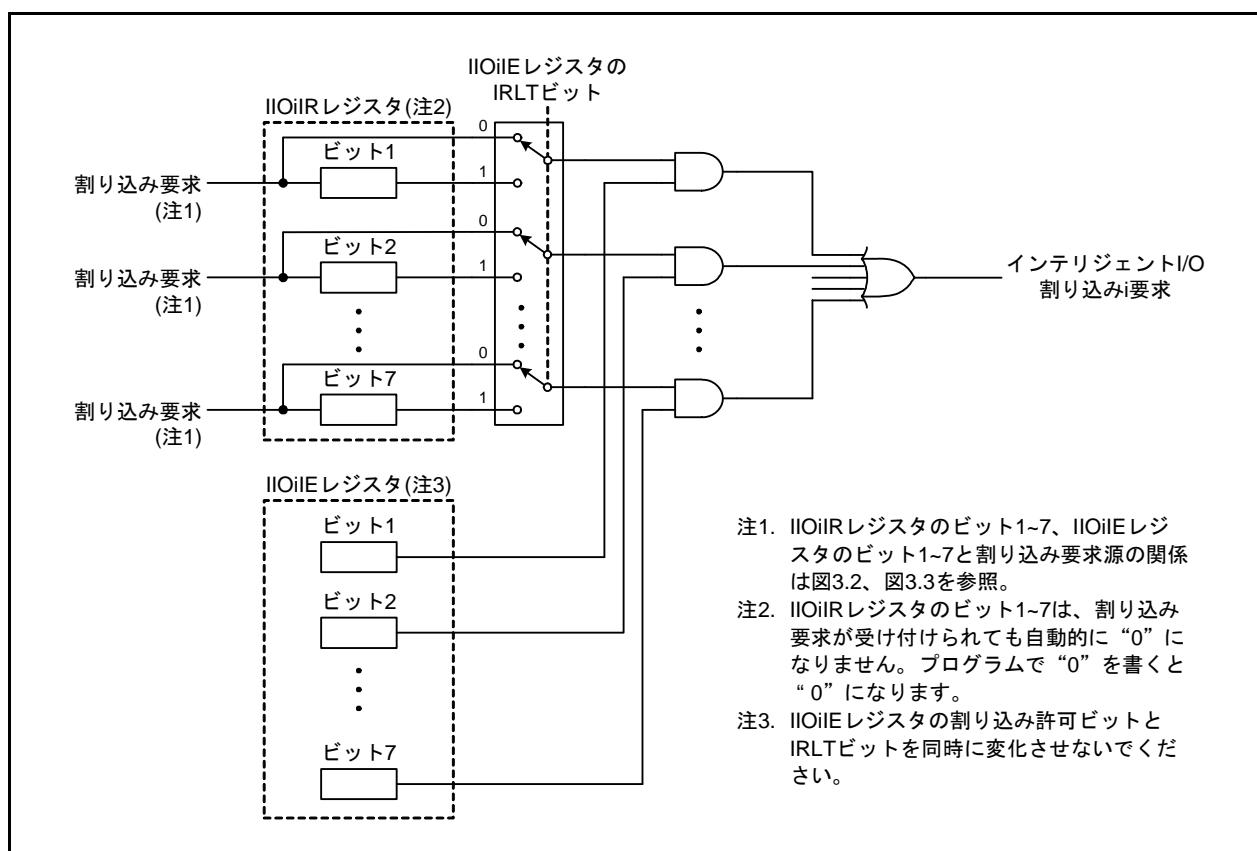 IIOiIEレジスタの
IRLTビット
IIOiIRレジスタ(注2)
0
ビット1
割り込み要求
(注1)
1
0
ビット2
割り込み要求
(注1)
1
インテリジェントI/O
割り込みi要求
0
ビット7
割り込み要求
(注1)
1
IIOiIEレジスタ(注3)
ビット1
ビット2
ビット7
注1. IIOiIRレジスタのビット1~7、IIOiIEレジ
スタのビット1~7と割り込み要求源の関係
は図3.2、図3.3を参照。
注2. IIOiIRレジスタのビット1~7は、割り込み
要求が受け付けられても自動的に“0”に
なりません。プログラムで“0”を書くと
“ 0”になります。
注3. IIOiIEレジスタの割り込み許可ビットと
IRLTビットを同時に変化させないでくだ
さい。